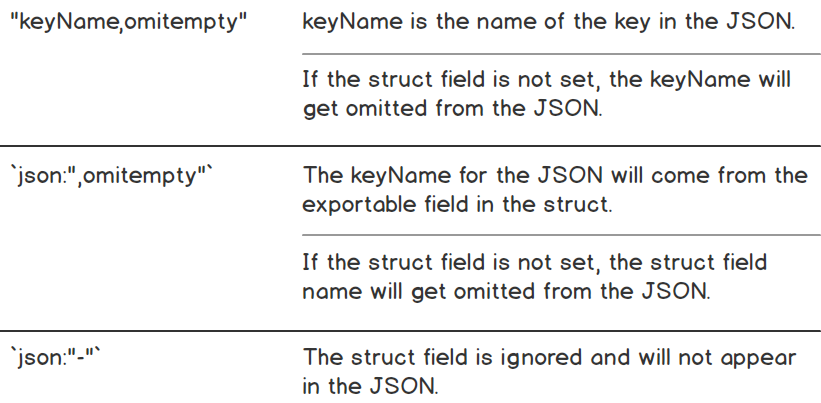 "keyName,omitempty"
keyName is the name of the key in the JSON.
If the struct field is not set, the keyName will
get omitted from the JSON.
`json:",omitempty"`
The keyName for the JSON will come from the
exportable field in the struct.
If the struct field is not set, the struct field
name will get omitted from the JSON.
`json:"-"`
The struct field is ignored and will not appear
in the JSON.